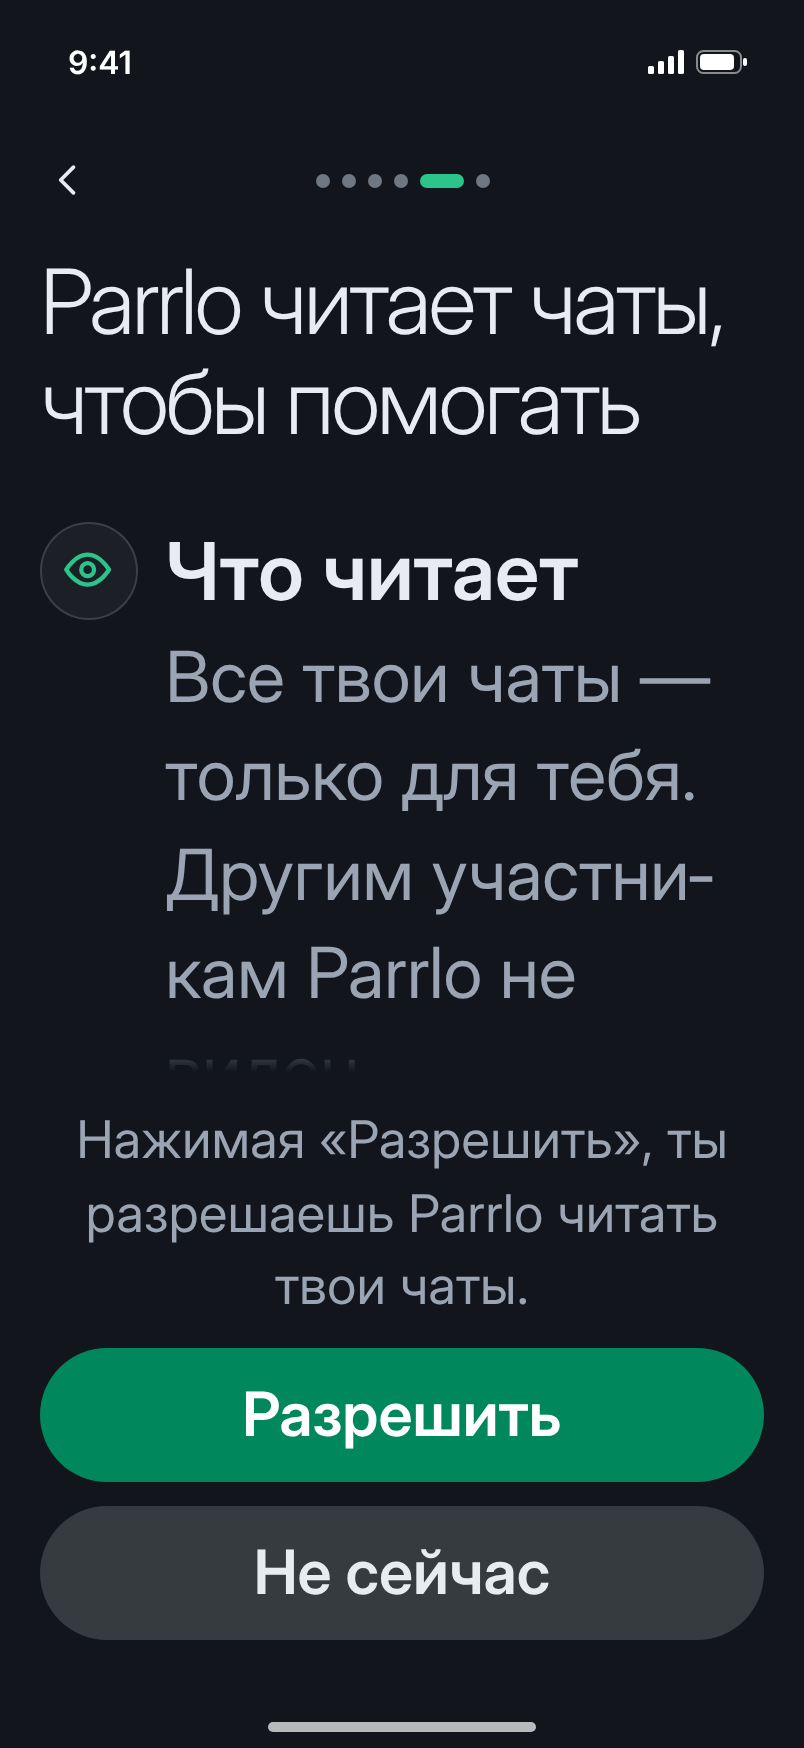 9:41
Parrlo читает чаты,
чтобы помогать
Что читает
Все твои чаты —
только для тебя.
Другим участни-
кам Parrlo не
Нажимая «Разрешить», ты
разрешаешь Parrlo читать
твои чаты.
Разрешить
Не сейчас